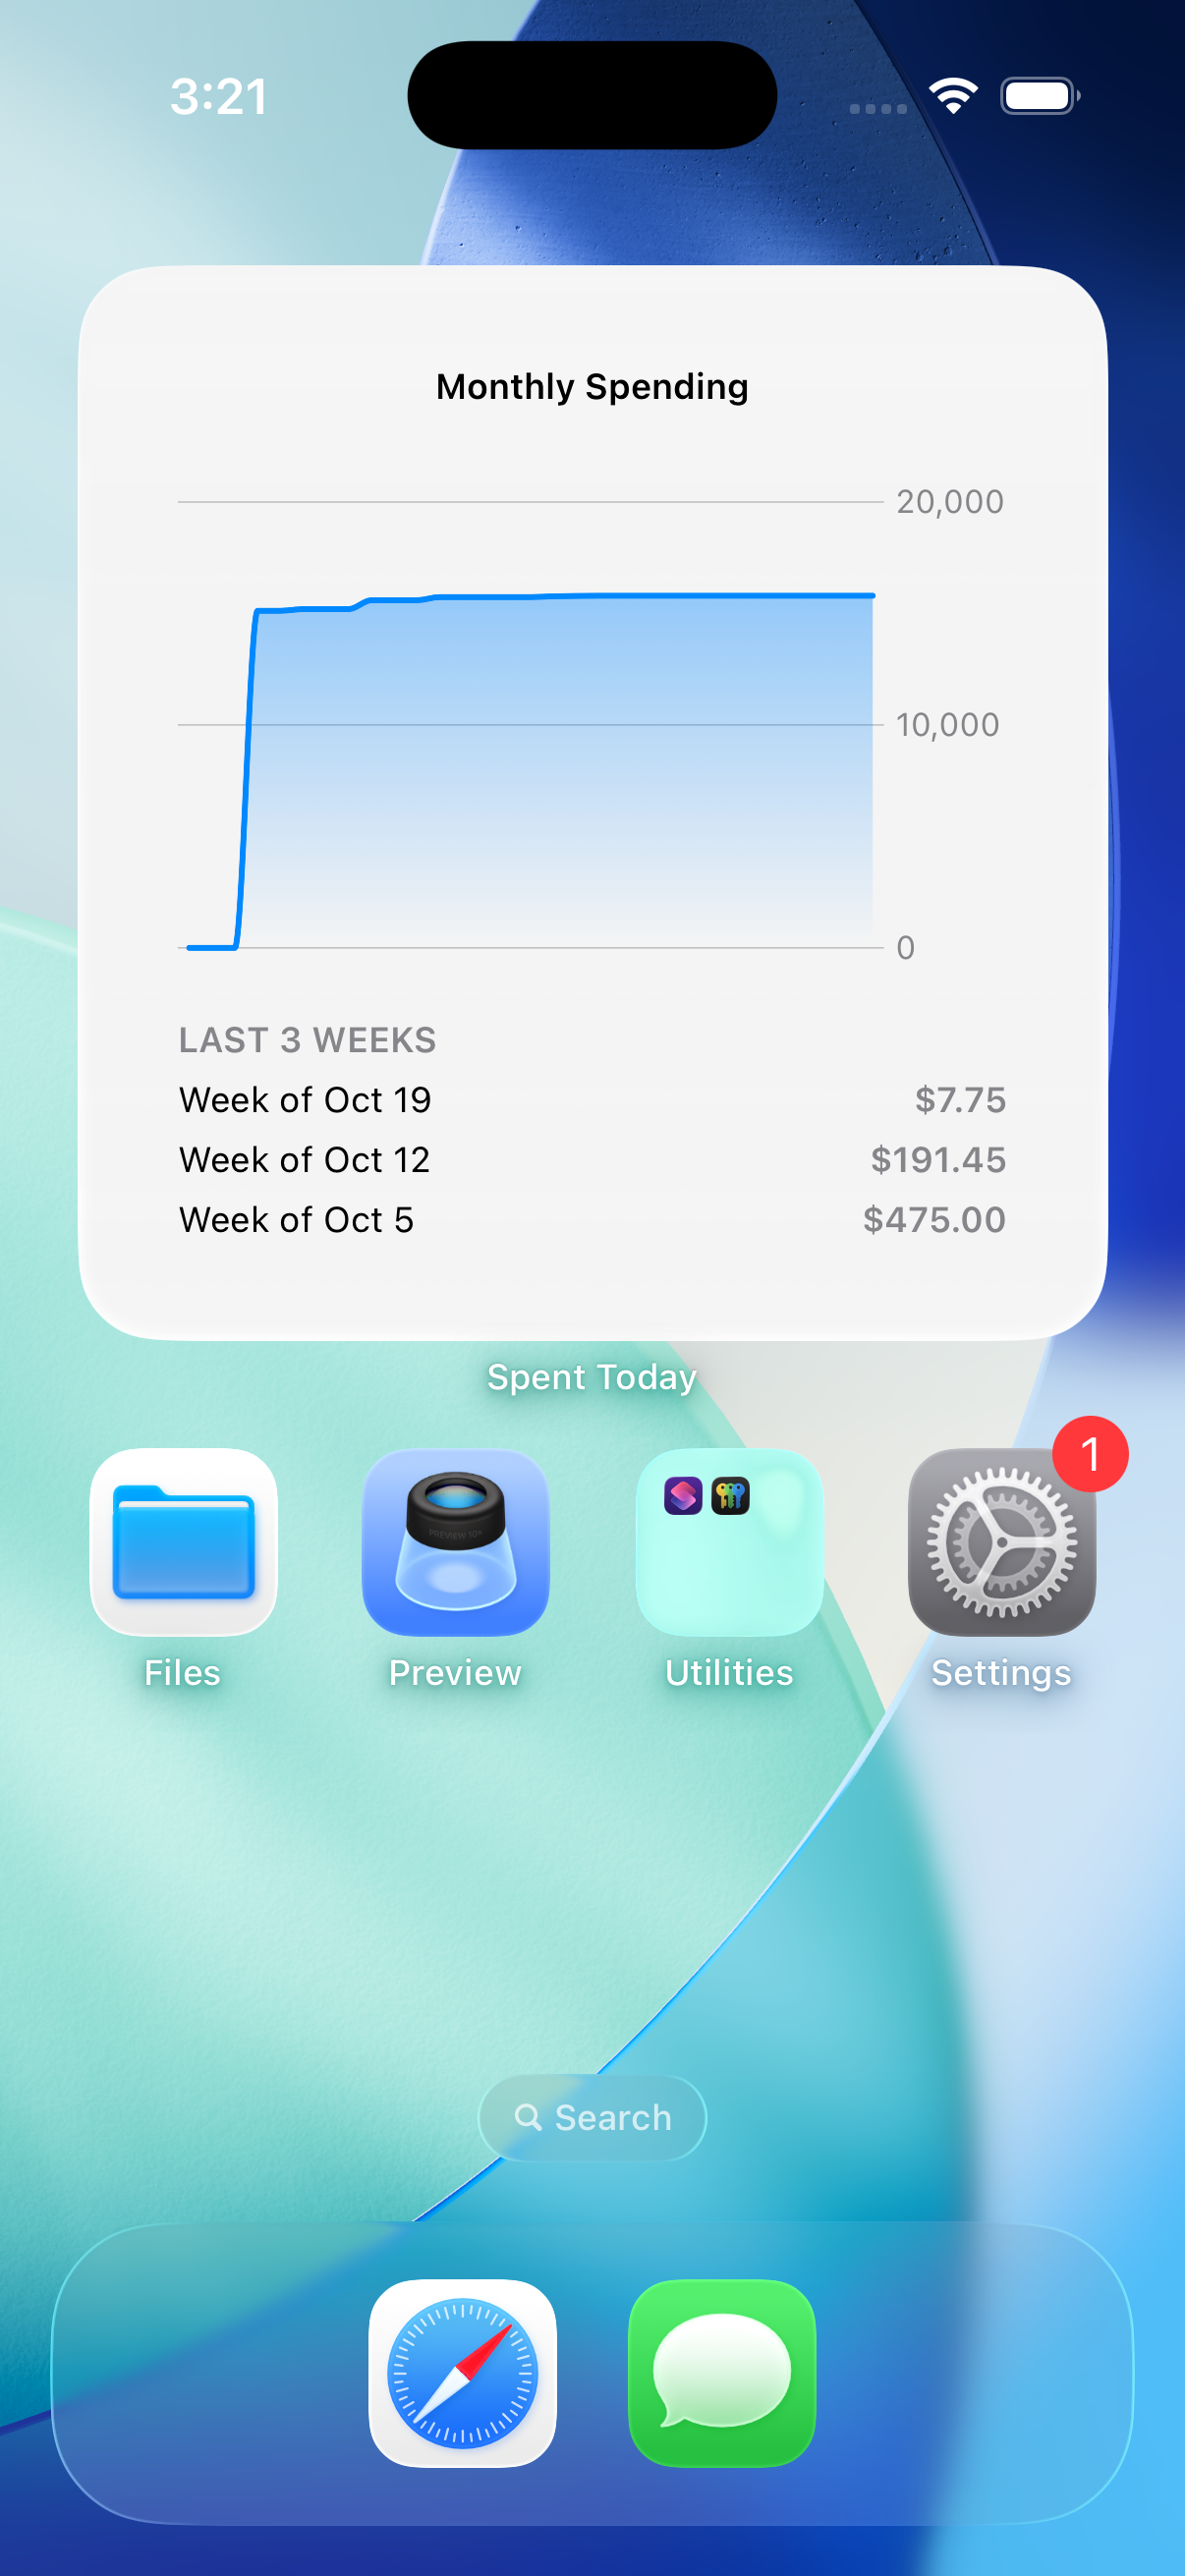 3:21
Monthly Spending
20,000
10,000
0
LAST 3 WEEKS
Week of Oct 19 $7.75
Week of Oct 12 $191.45
Week of Oct 5 $475.00
Spent Today
1
Files Preview Utilities Settings
Search